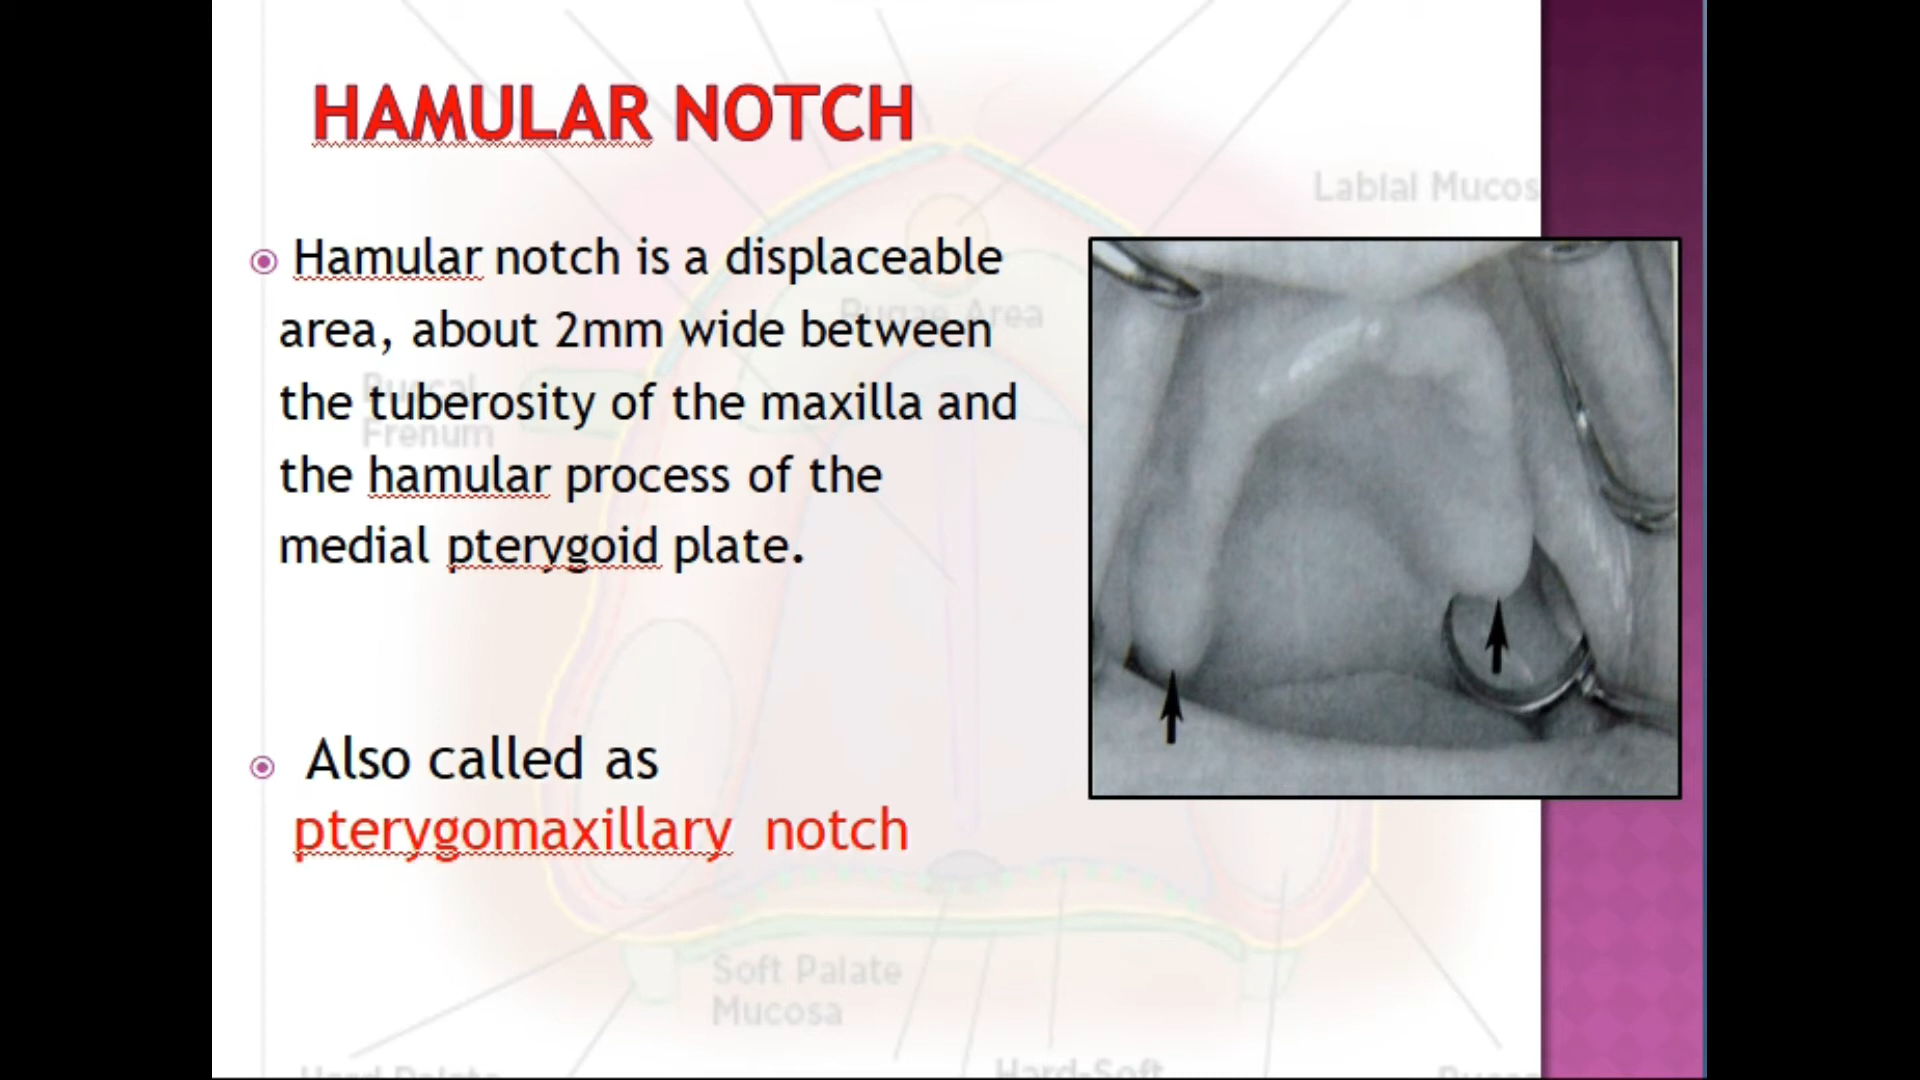 HAMULAR NOTCH
Hamular notch is a displaceable
area, about 2mm wide between
the tuberosity of the maxilla and
the hamular process of the
medial pterygoid plate.
Also called as
pterygomaxillary notch
Labial Mucos
Rugae Area
Buccal
Frenum
Soft Palate
Mucosa
Hard Palate
Hard-Soft